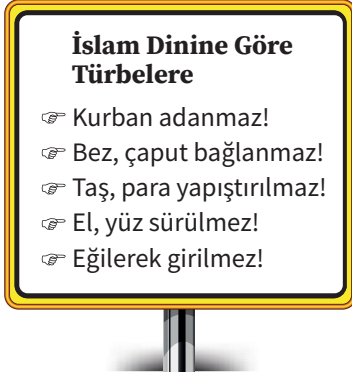 İslam Dinine Göre
Türbelere
☞ Kurban adanmaz!
☞ Bez, çaput bağlanmaz!
☞ Taş, para yapıştırılmaz!
☞ El, yüz sürülmez!
☞ Eğilerek girilmez!